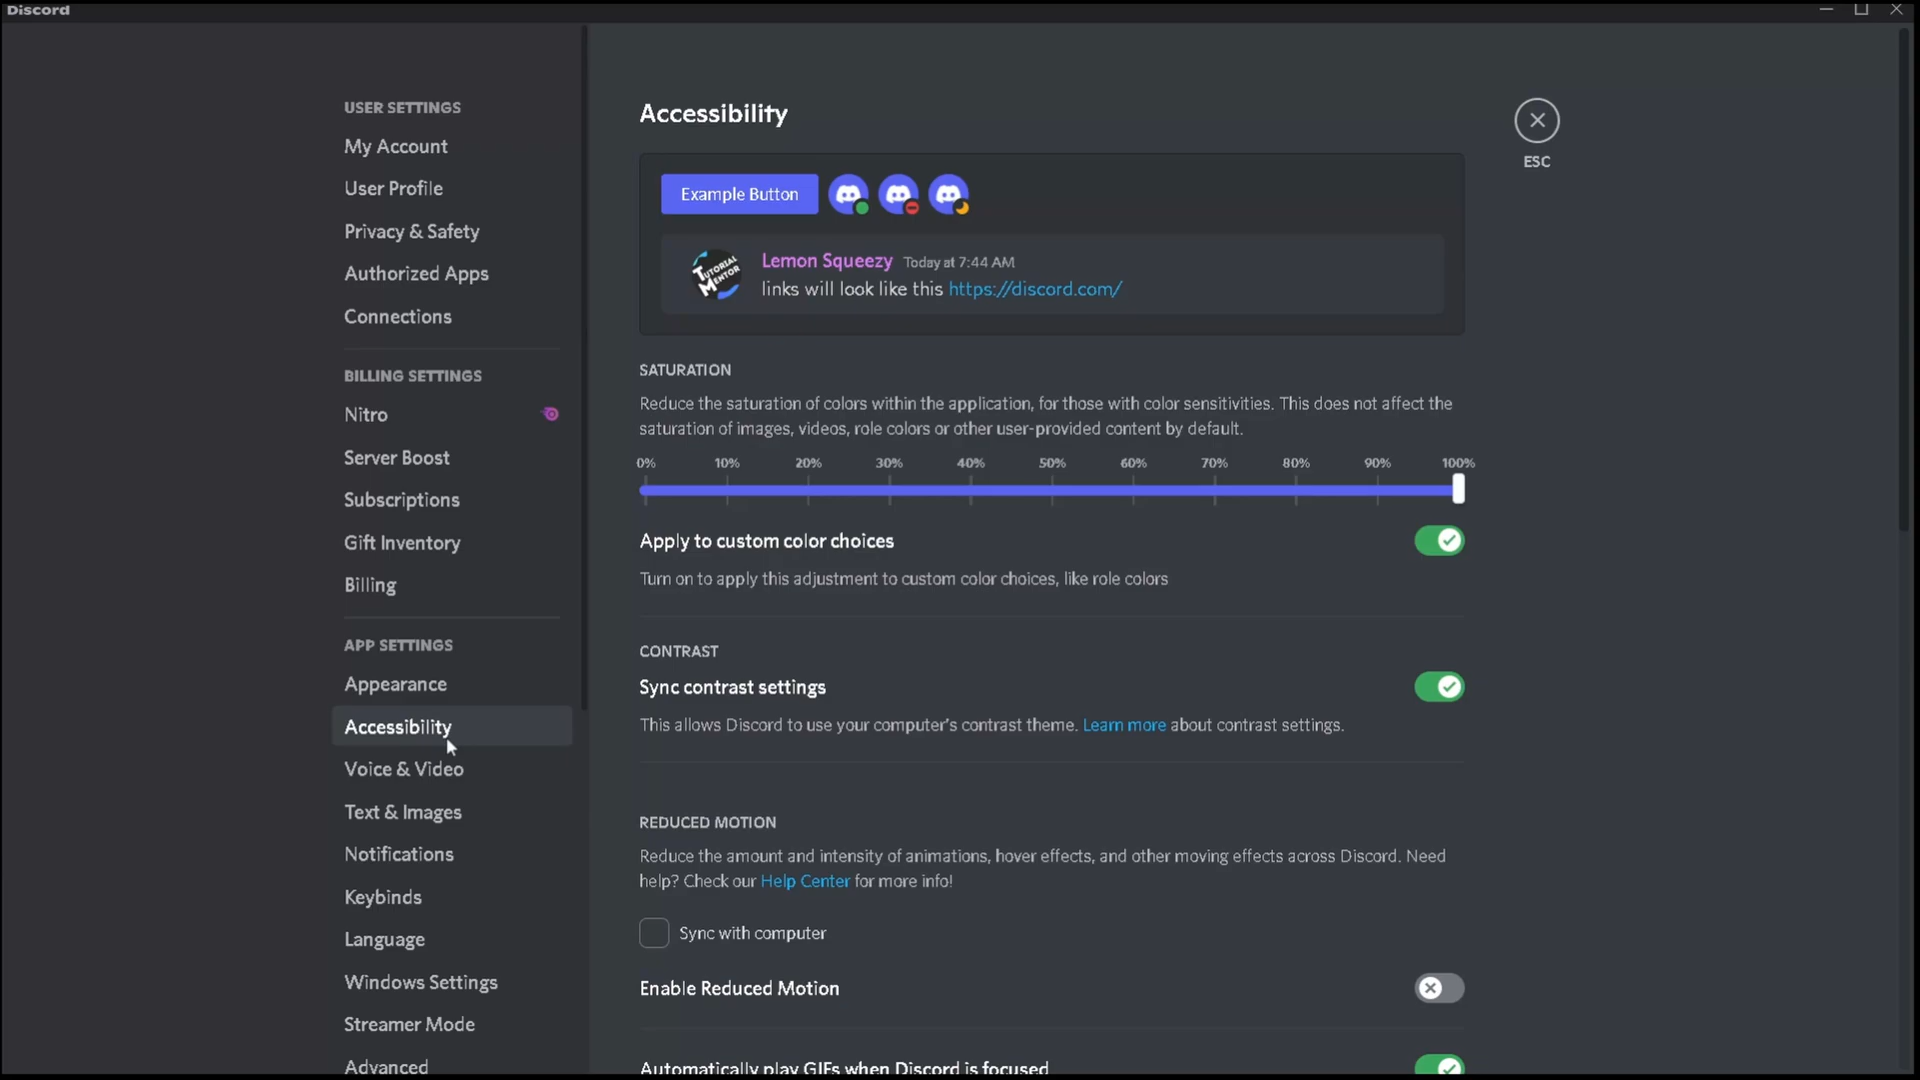 Discord
USER SETTINGS
My Account
User Profile
Privacy & Safety
Authorized Apps
Connections
BILLING SETTINGS
Nitro
Server Boost
Subscriptions
Gift Inventory
Billing
APP SETTINGS
Appearance
Accessibility
Voice & Video
Text & Images
Notifications
Keybinds
Language
Windows Settings
Streamer Mode
Advanced
Accessibility
ESC
Example Button
TUTORIAL
MENTOR
Lemon Squeezy Today at 7:44 AM
links will look like this https://discord.com/
SATURATION
Reduce the saturation of colors within the application, for those with color sensitivities. This does not affect the
saturation of images, videos, role colors or other user-provided content by default.
0% 10% 20% 30% 40% 50% 60% 70% 80% 90% 100%
Apply to custom color choices
Turn on to apply this adjustment to custom color choices, like role colors
CONTRAST
Sync contrast settings
This allows Discord to use your computer's contrast theme. Learn more about contrast settings.
REDUCED MOTION
Reduce the amount and intensity of animations, hover effects, and other moving effects across Discord. Need
help? Check our Help Center for more info!
Sync with computer
Enable Reduced Motion
Automatically play GIFs when Discord is focused